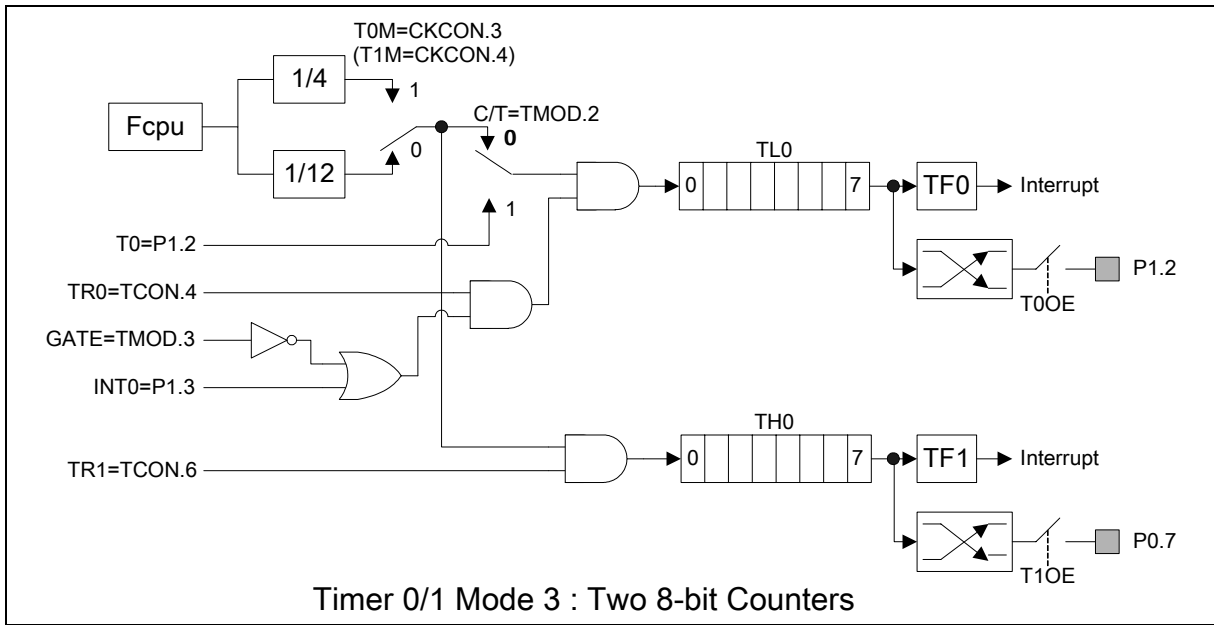 T0M=CKCON.3
(T1M=CKCON.4)
1/4
1
Fcpu
C/T=TMOD.2
0
0
1/12
TL0
0 7
TF0
Interrupt
1
T0=P1.2
P1.2
TR0=TCON.4
T0OE
GATE=TMOD.3
INT0=P1.3
TH0
0 7
TF1
Interrupt
TR1=TCON.6
P0.7
T1OE
Timer 0/1 Mode 3 : Two 8-bit Counters